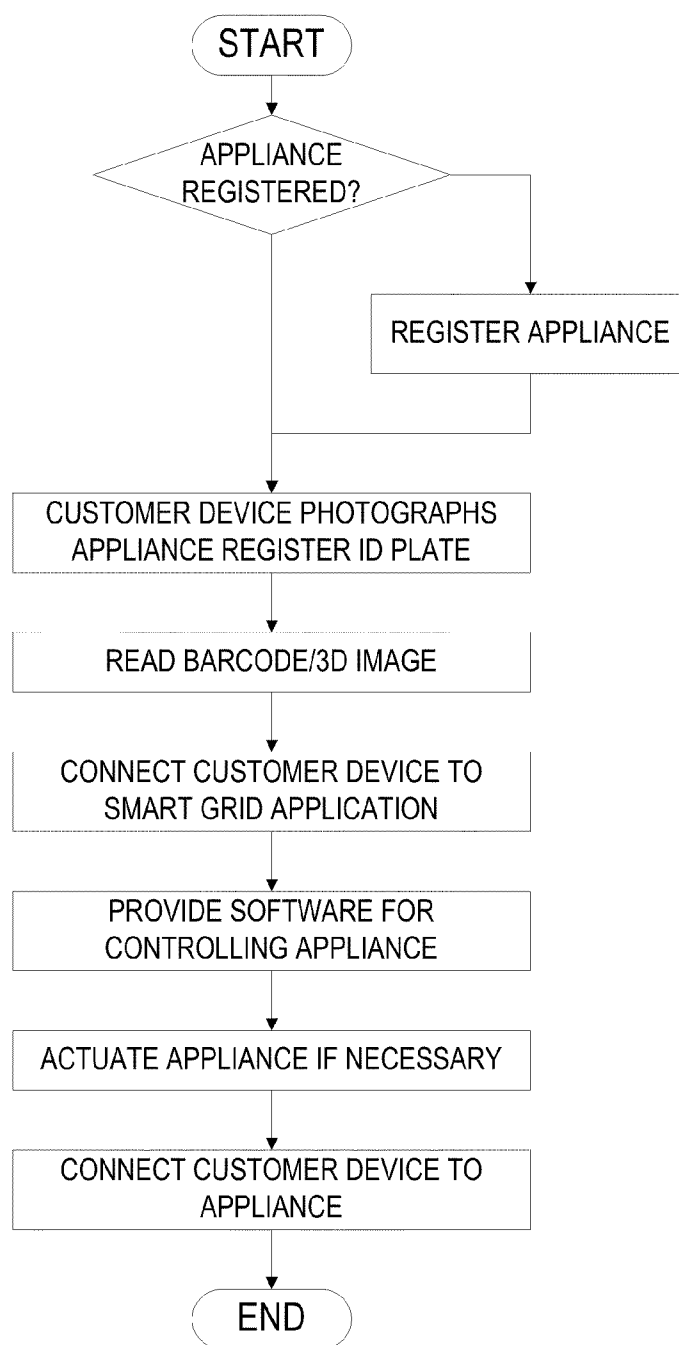 START
APPLIANCE
REGISTERED?
REGISTER APPLIANCE
CUSTOMER DEVICE PHOTOGRAPHS
APPLIANCE REGISTER ID PLATE
READ BARCODE/3D IMAGE
CONNECT CUSTOMER DEVICE TO
SMART GRID APPLICATION
PROVIDE SOFTWARE FOR
CONTROLLING APPLIANCE
ACTUATE APPLIANCE IF NECESSARY
CONNECT CUSTOMER DEVICE TO
APPLIANCE
END